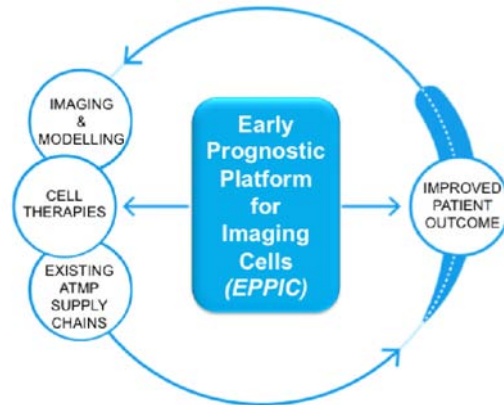 IMAGING
&
MODELLING
CELL
THERAPIES
EXISTING
ATMP
SUPPLY
CHAINS
Early
Prognostic
Platform
for
Imaging
Cells
(EPPIC)
IMPROVED
PATIENT
OUTCOME